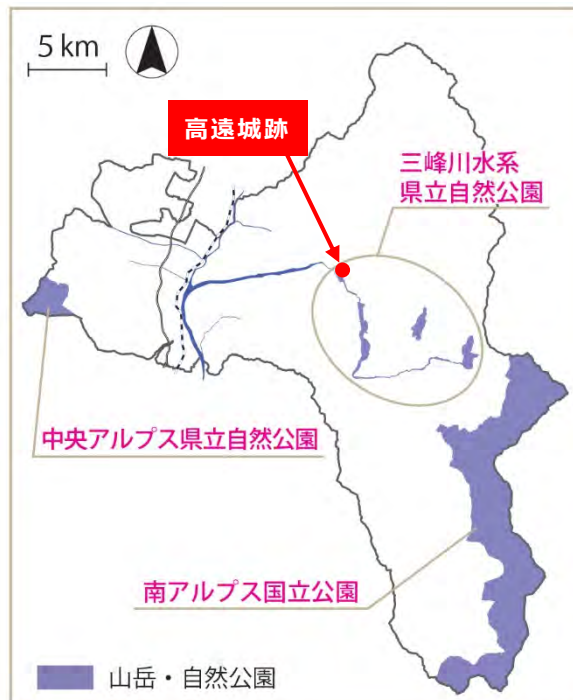 5 km
高遠城跡
三峰川水系
県立自然公園
中央アルプス県立自然公園
南アルプス国立公園
山岳・自然公園